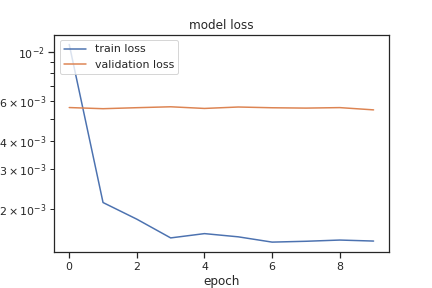 model loss
train loss
validation loss
10⁻²
6 × 10⁻³
4 × 10⁻³
3 × 10⁻³
2 × 10⁻³
0 2 4 6 8
epoch